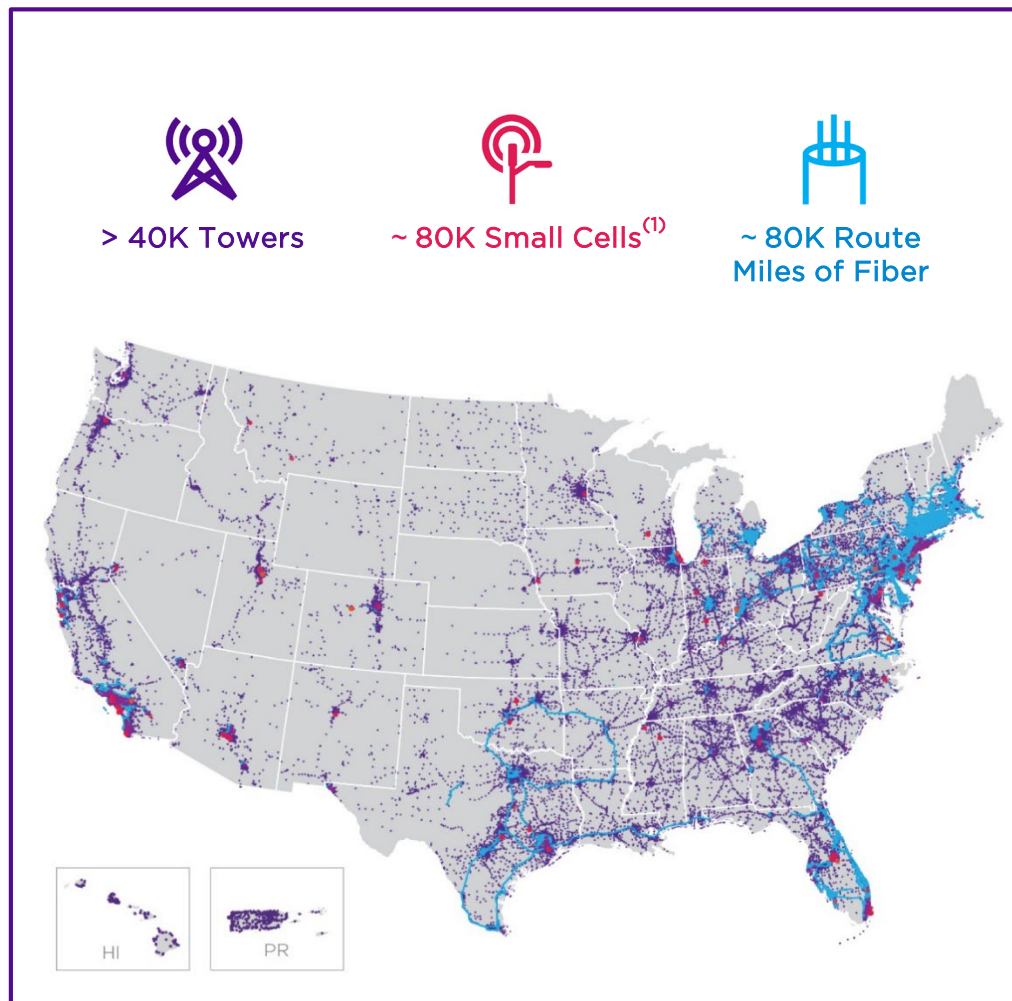 > 40K Towers
~ 80K Small Cells(1)
~ 80K Route
Miles of Fiber
HI
PR